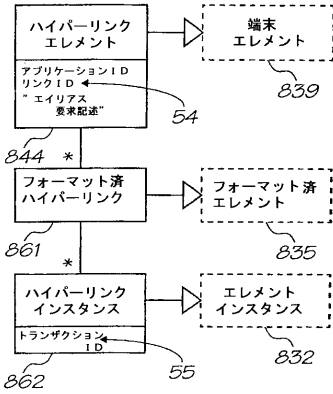 ハイパーリンク
エレメント
アプリケーションID
リンクID
"エイリアス
要求記述"
844
54
端末
エレメント
839
*
フォーマット済
ハイパーリンク
861
フォーマット済
エレメント
835
*
ハイパーリンク
インスタンス
トランザクション
ID
862
55
エレメント
インスタンス
832